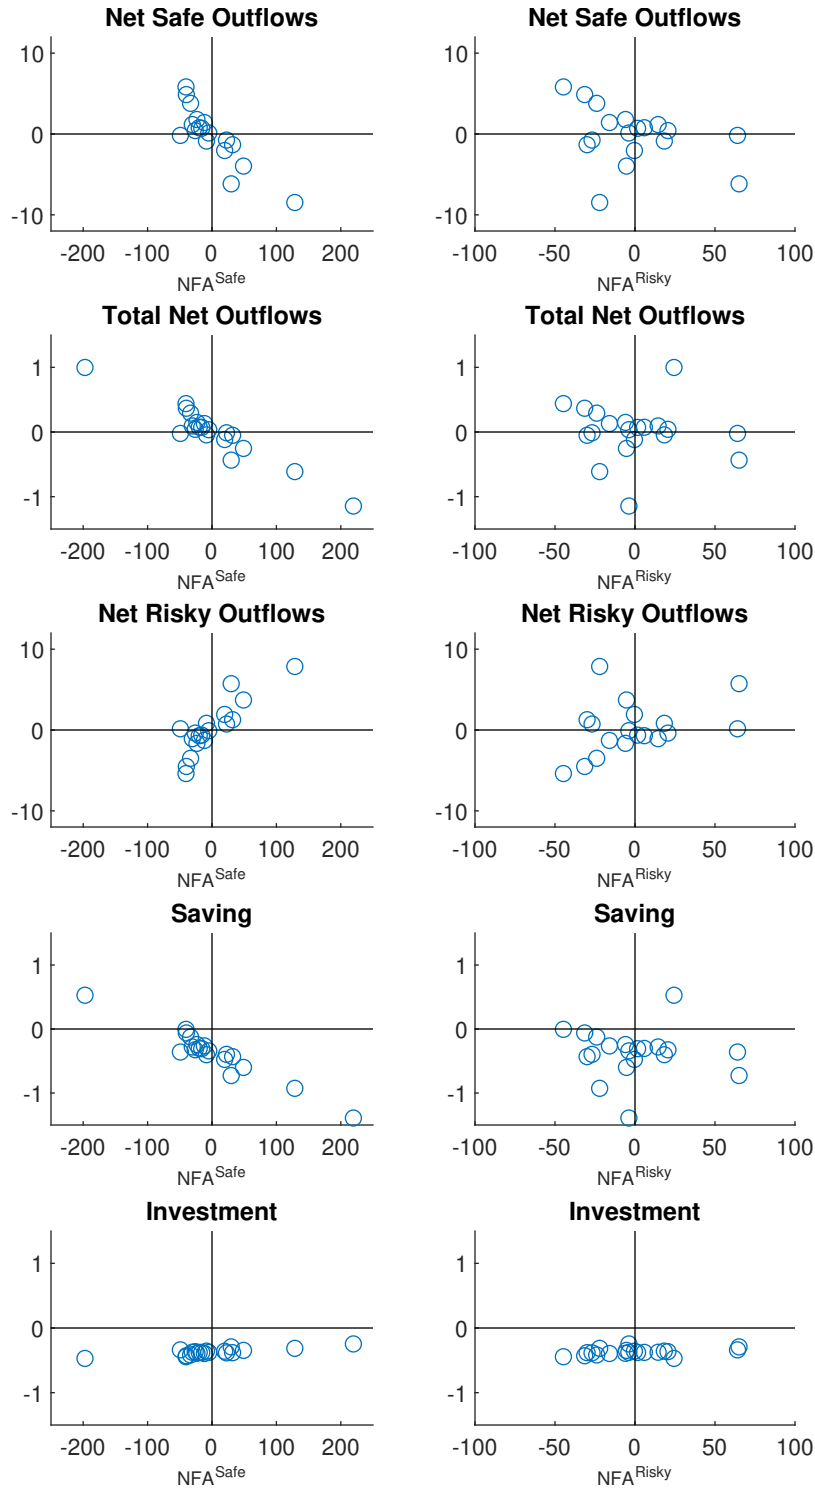 Net Safe Outflows Net Safe Outflows
10 10
0 0
-10 -10
-200 -100 0 100 200 -100 -50 0 50 100
NFA^Safe NFA^Risky
Total Net Outflows Total Net Outflows
1 1
0 0
-1 -1
-200 -100 0 100 200 -100 -50 0 50 100
NFA^Safe NFA^Risky
Net Risky Outflows Net Risky Outflows
10 10
0 0
-10 -10
-200 -100 0 100 200 -100 -50 0 50 100
NFA^Safe NFA^Risky
Saving Saving
1 1
0 0
-1 -1
-200 -100 0 100 200 -100 -50 0 50 100
NFA^Safe NFA^Risky
Investment Investment
1 1
0 0
-1 -1
-200 -100 0 100 200 -100 -50 0 50 100
NFA^Safe NFA^Risky